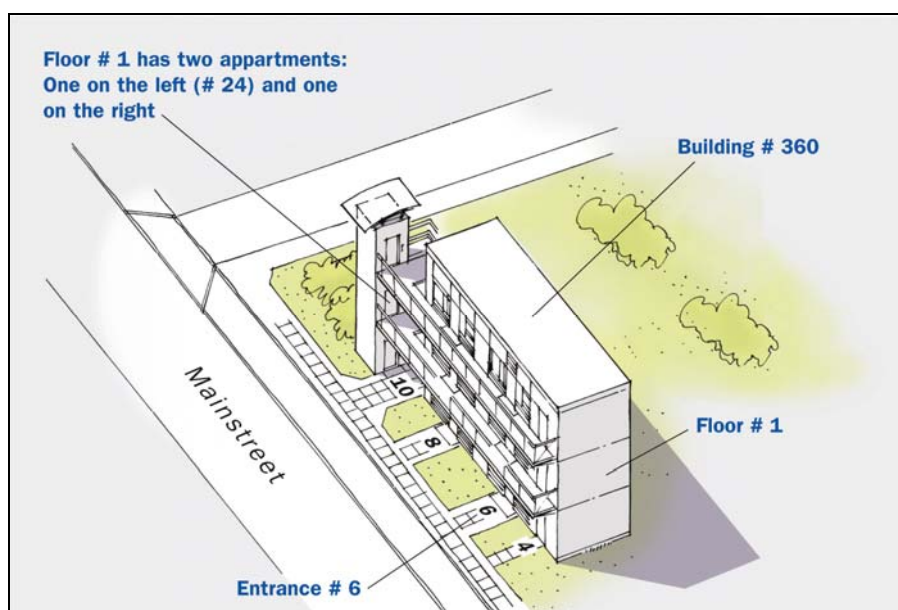 Floor # 1 has two appartments:
One on the left (# 24) and one
on the right
Building # 360
Mainstreet
10
8
6
4
Floor # 1
Entrance # 6